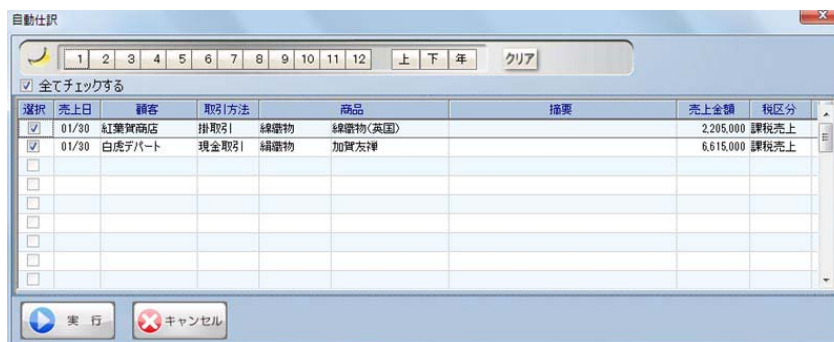 自動仕訳
1 2 3 4 5 6 7 8 9 10 11 12 上 下 年 クリア
全てチェックする
選択 売上日 顧客 取引方法 商品 摘要 売上金額 税区分
01/30 紅葉賀商店 掛取引 綿織物 綿織物(英国) 2,205,000 課税売上
01/30 白虎デパート 現金取引 絹織物 加賀友禅 6,615,000 課税売上
実 行 キャンセル